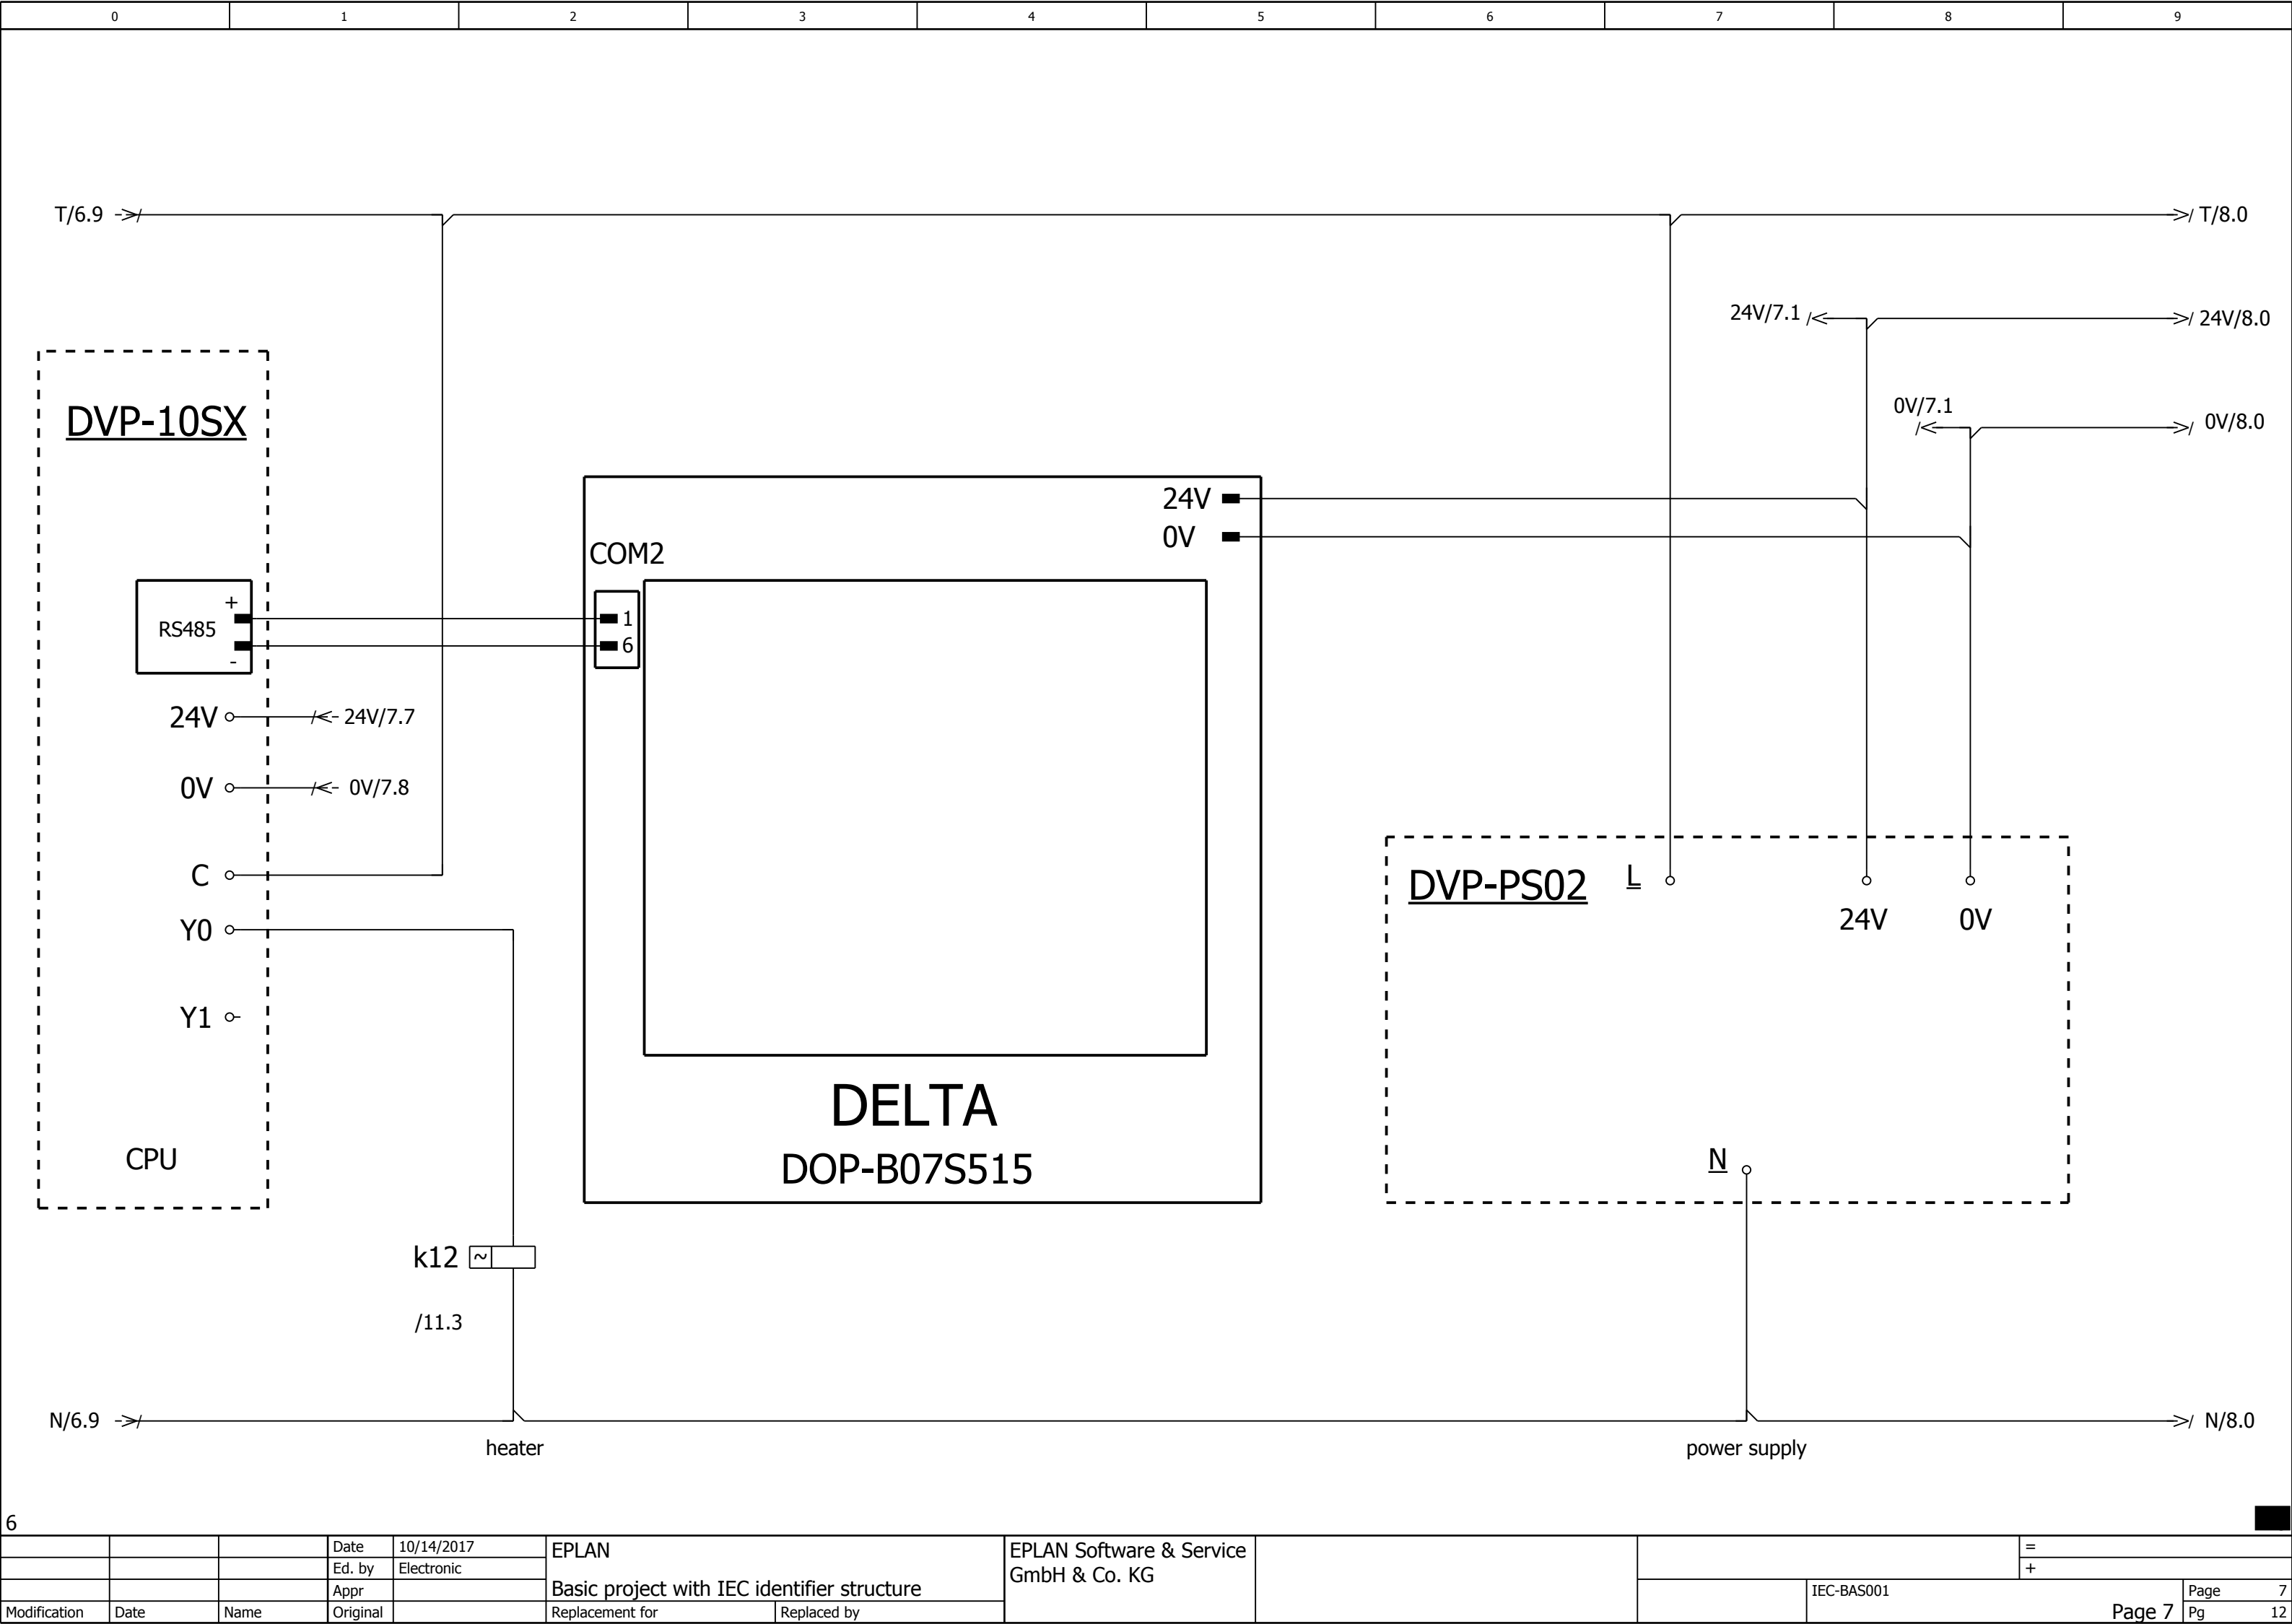 0 1 2 3 4 5 6 7 8 9
T/6.9
T/8.0
24V/7.1
24V/8.0
0V/7.1
0V/8.0
DVP-10SX
24V
0V
COM2
+
RS485
-
1
6
24V
24V/7.7
0V
0V/7.8
C
Y0
Y1
CPU
DELTA
DOP-B07S515
DVP-PS02
L
24V
0V
N
k12
~
/11.3
N/6.9
N/8.0
heater
power supply
6
Date 10/14/2017
Ed. by Electronic
Appr
Modification Date Name Original
EPLAN
Basic project with IEC identifier structure
Replacement for Replaced by
EPLAN Software & Service
GmbH & Co. KG
=
+
IEC-BAS001
Page 7
Page 7
Pg 12